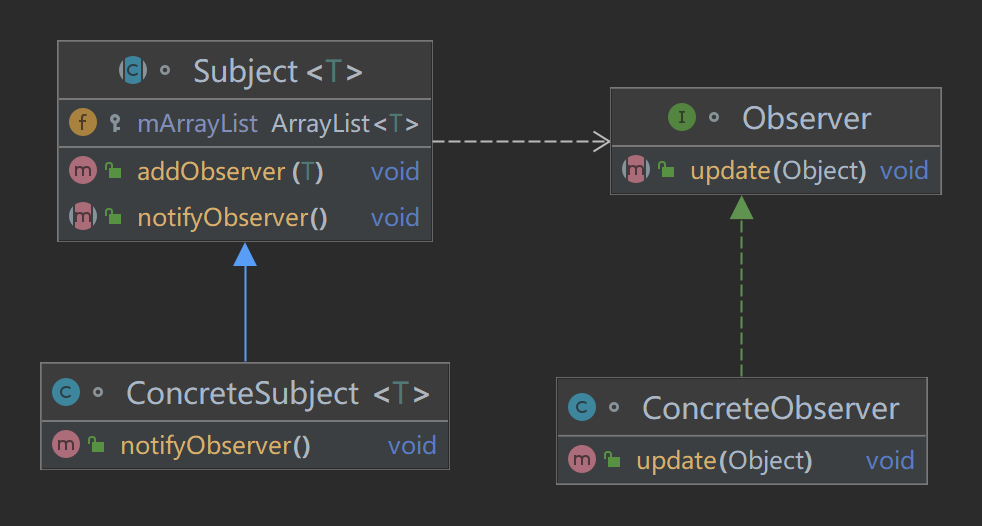 Subject <T>
mArrayList ArrayList<T>
addObserver (T) void
notifyObserver() void
Observer
update(Object) void
ConcreteSubject <T>
notifyObserver() void
ConcreteObserver
update(Object) void